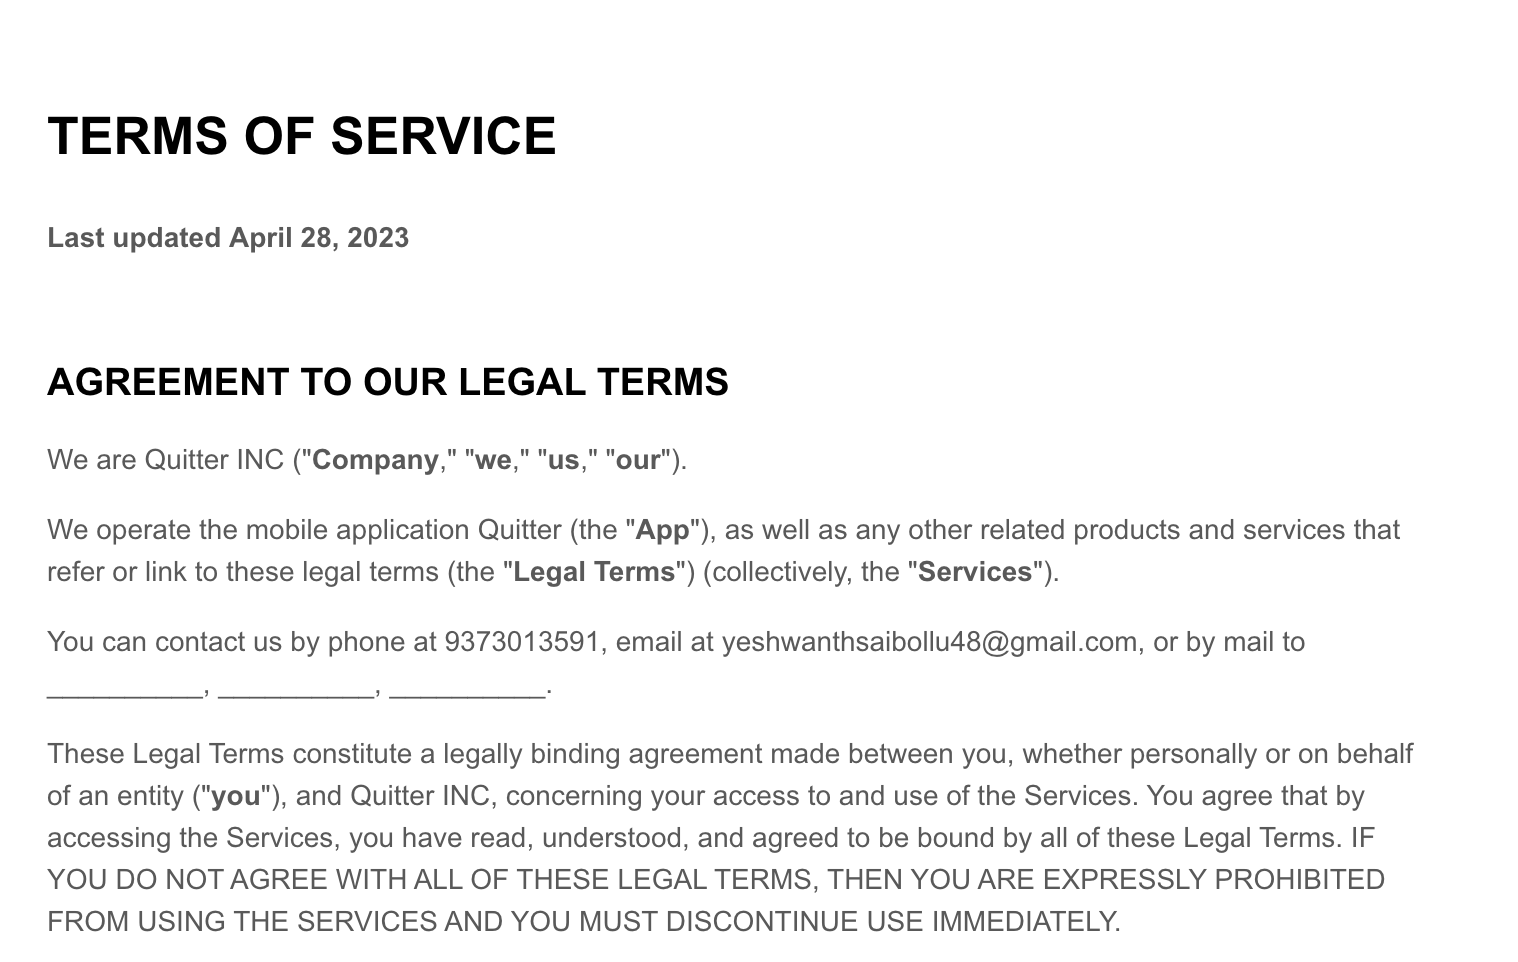 TERMS OF SERVICE
Last updated April 28, 2023
AGREEMENT TO OUR LEGAL TERMS
We are Quitter INC ("Company," "we," "us," "our").
We operate the mobile application Quitter (the "App"), as well as any other related products and services that
refer or link to these legal terms (the "Legal Terms") (collectively, the "Services").
You can contact us by phone at 9373013591, email at yeshwanthsaibollu48@gmail.com, or by mail to
__________, __________, __________.
These Legal Terms constitute a legally binding agreement made between you, whether personally or on behalf
of an entity ("you"), and Quitter INC, concerning your access to and use of the Services. You agree that by
accessing the Services, you have read, understood, and agreed to be bound by all of these Legal Terms. IF
YOU DO NOT AGREE WITH ALL OF THESE LEGAL TERMS, THEN YOU ARE EXPRESSLY PROHIBITED
FROM USING THE SERVICES AND YOU MUST DISCONTINUE USE IMMEDIATELY.